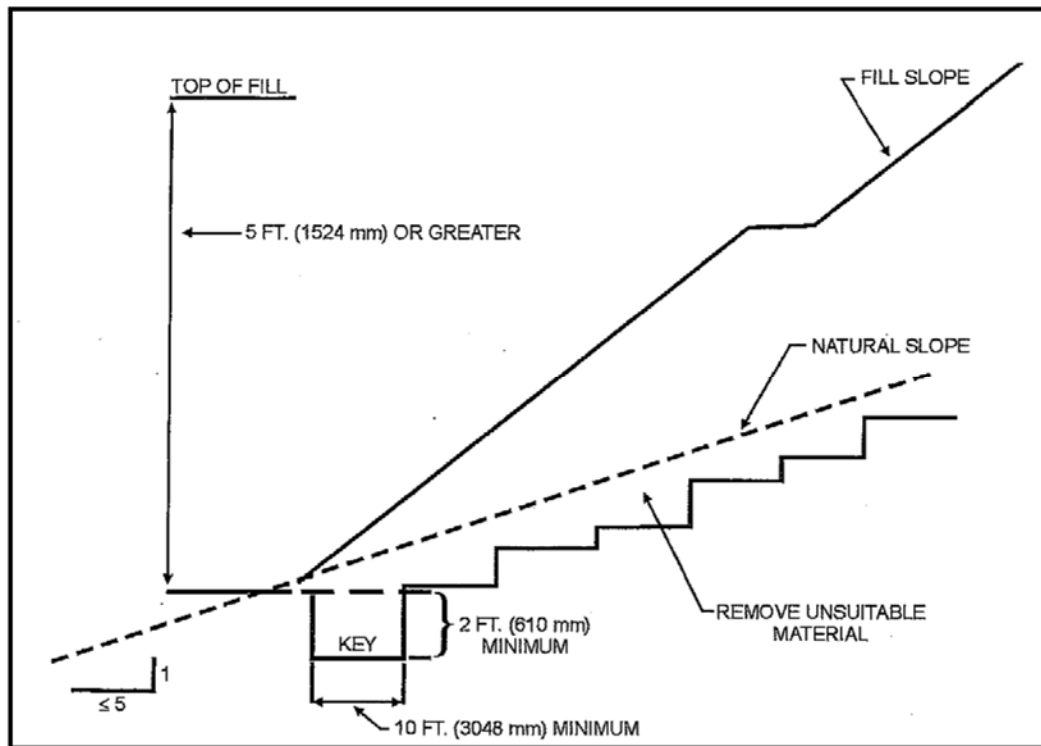 TOP OF FILL
FILL SLOPE
5 FT. (1524 mm) OR GREATER
NATURAL SLOPE
REMOVE UNSUITABLE
MATERIAL
2 FT. (610 mm)
MINIMUM
KEY
1
≤ 5
10 FT. (3048 mm) MINIMUM